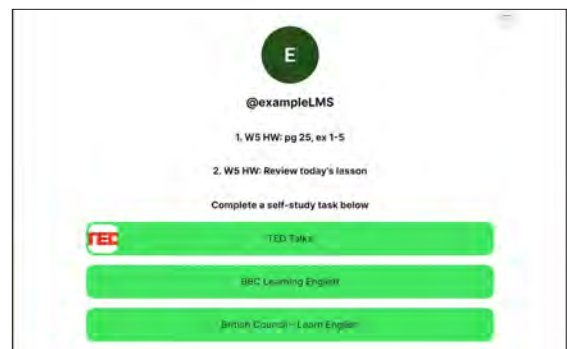 E
@exampleLMS
1. W5 HW: pg 25, ex 1-5
2. W5 HW: Review today's lesson
Complete a self-study task below
TED
TED Talks
BBC Learning English
British Council - Learn English